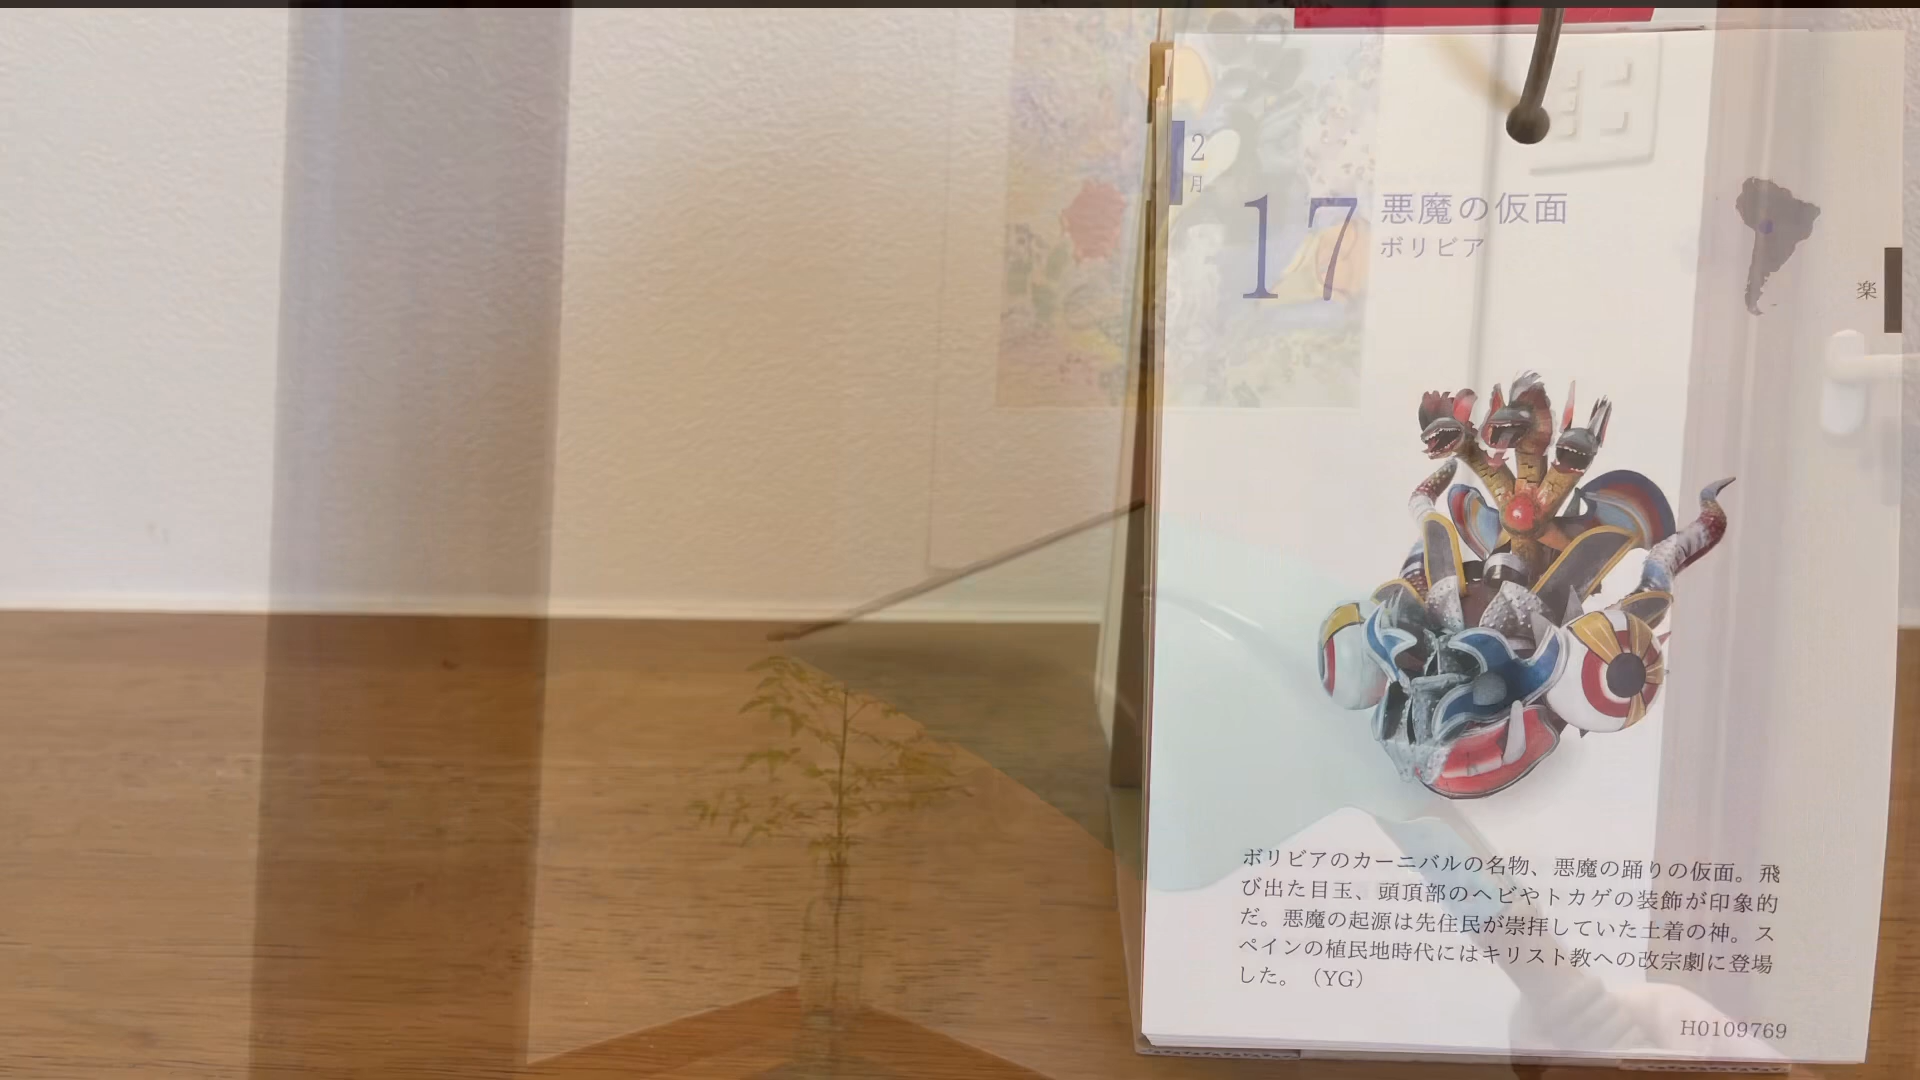 2
月
17
悪魔の仮面
ボリビア
楽
ボリビアのカーニバルの名物、悪魔の踊りの仮面。飛
び出た目玉、頭頂部のヘビやトカゲの装飾が印象的
だ。悪魔の起源は先住民が崇拝していた土着の神。ス
ペインの植民地時代にはキリスト教への改宗劇に登場
した。（YG）
H0109769